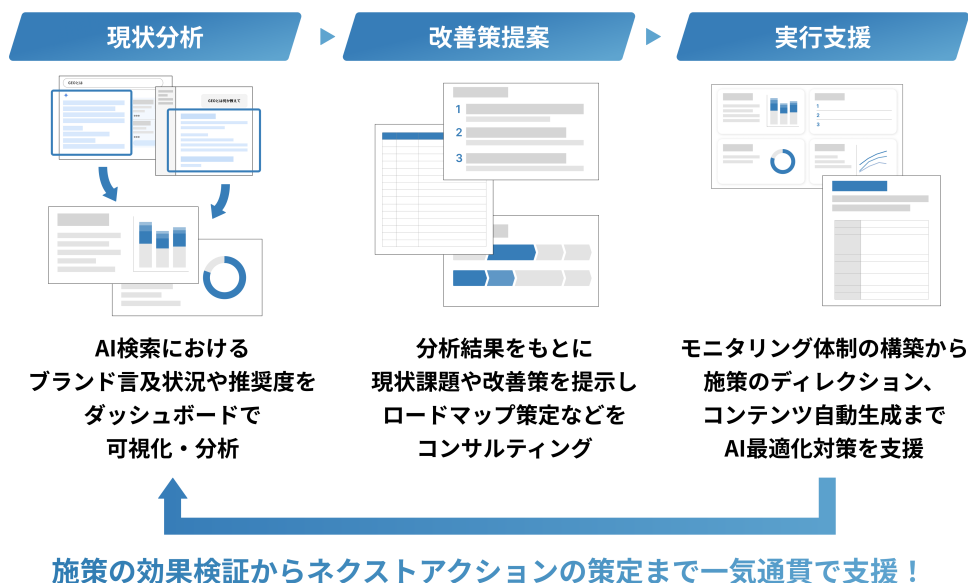 現状分析
改善策提案
実行支援
GEOとは
GEOとは何か教えて
1
2
3
1
2
3
AI検索における
ブランド言及状況や推奨度を
ダッシュボードで
可視化・分析
分析結果をもとに
現状課題や改善策を提示し
ロードマップ策定などを
コンサルティング
モニタリング体制の構築から
施策のディレクション、
コンテンツ自動生成まで
AI最適化対策を支援
施策の効果検証からネクストアクションの策定まで一気通貫で支援！